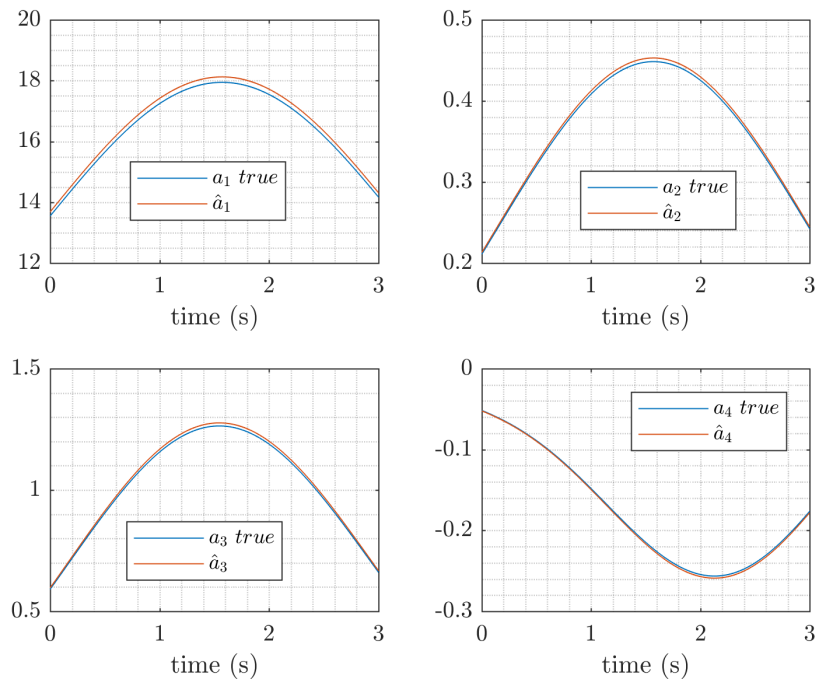 20
18
16
14
12
a₁ true
â₁
0 1 2 3
time (s)
0.5
0.4
0.3
0.2
a₂ true
â₂
0 1 2 3
time (s)
1.5
1
0.5
a₃ true
â₃
0 1 2 3
time (s)
0
-0.1
-0.2
-0.3
a₄ true
â₄
0 1 2 3
time (s)